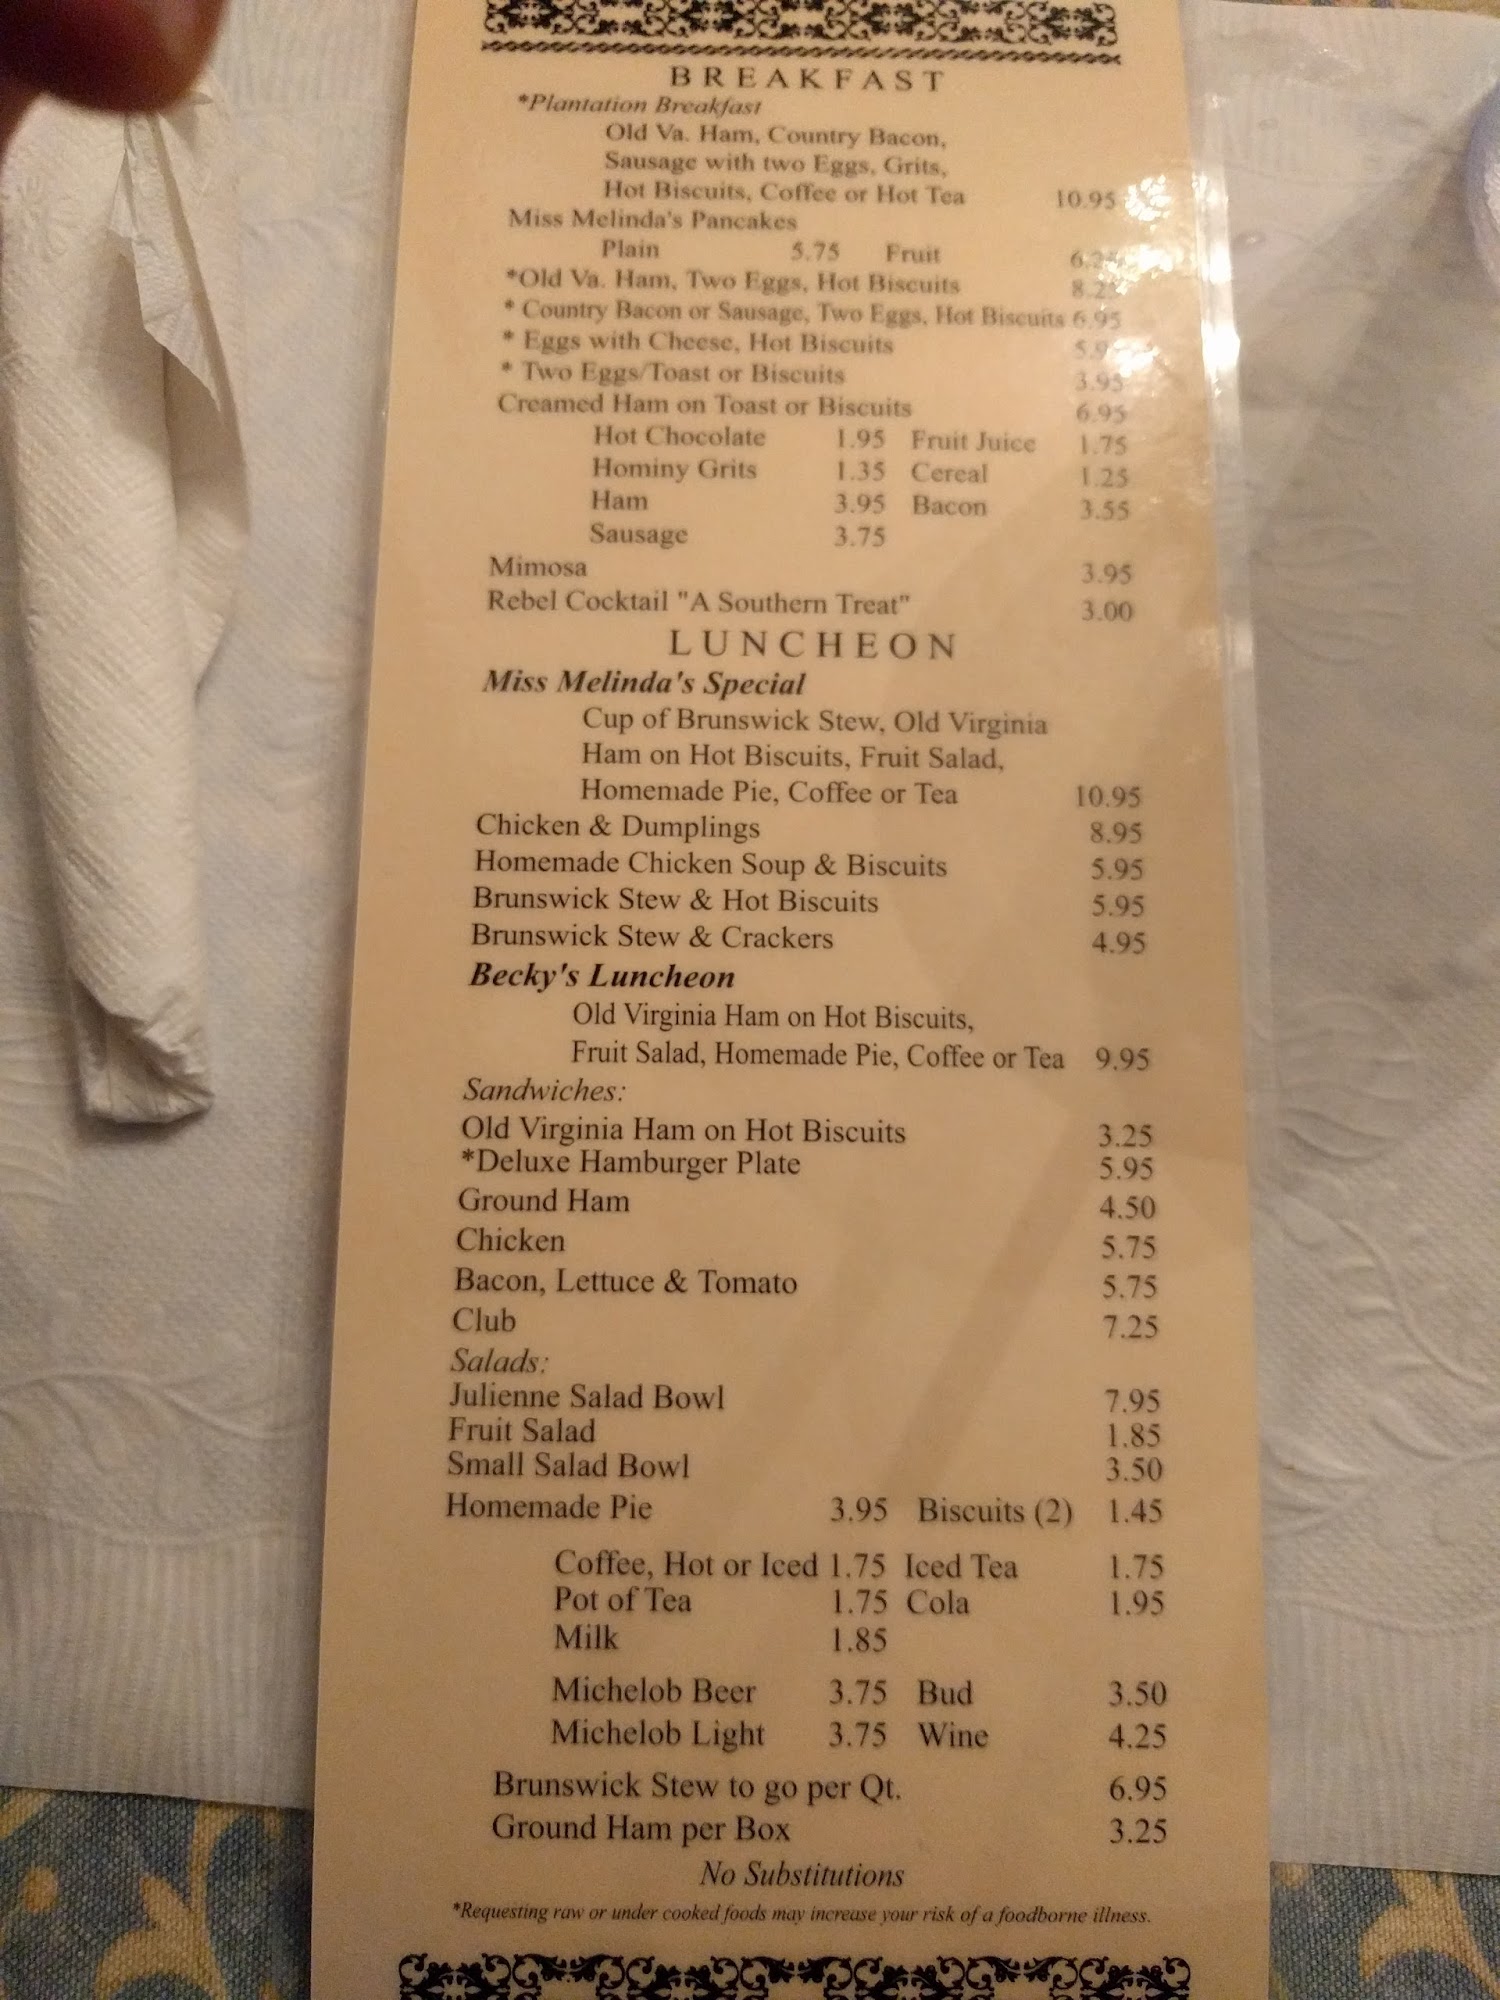 BREAKFAST
*Plantation Breakfast
Old Va. Ham, Country Bacon,
Sausage with two Eggs, Grits,
Hot Biscuits, Coffee or Hot Tea 10.95
Miss Melinda's Pancakes
Plain 5.75 Fruit
*Old Va. Ham, Two Eggs, Hot Biscuits
* Country Bacon or Sausage, Two Eggs, Hot Biscuits 6.95
* Eggs with Cheese, Hot Biscuits
* Two Eggs/Toast or Biscuits 3.95
Creamed Ham on Toast or Biscuits 6.95
Hot Chocolate 1.95 Fruit Juice 1.75
Hominy Grits 1.35 Cereal 1.25
Ham 3.95 Bacon 3.55
Sausage 3.75
Mimosa 3.95
Rebel Cocktail "A Southern Treat" 3.00
LUNCHEON
Miss Melinda's Special
Cup of Brunswick Stew, Old Virginia
Ham on Hot Biscuits, Fruit Salad,
Homemade Pie, Coffee or Tea 10.95
Chicken & Dumplings 8.95
Homemade Chicken Soup & Biscuits 5.95
Brunswick Stew & Hot Biscuits 5.95
Brunswick Stew & Crackers 4.95
Becky's Luncheon
Old Virginia Ham on Hot Biscuits,
Fruit Salad, Homemade Pie, Coffee or Tea 9.95
Sandwiches:
Old Virginia Ham on Hot Biscuits 3.25
*Deluxe Hamburger Plate 5.95
Ground Ham 4.50
Chicken 5.75
Bacon, Lettuce & Tomato 5.75
Club 7.25
Salads:
Julienne Salad Bowl 7.95
Fruit Salad 1.85
Small Salad Bowl 3.50
Homemade Pie 3.95 Biscuits (2) 1.45
Coffee, Hot or Iced 1.75 Iced Tea 1.75
Pot of Tea 1.75 Cola 1.95
Milk 1.85
Michelob Beer 3.75 Bud 3.50
Michelob Light 3.75 Wine 4.25
Brunswick Stew to go per Qt. 6.95
Ground Ham per Box 3.25
No Substitutions
*Requesting raw or under cooked foods may increase your risk of a foodborne illness.